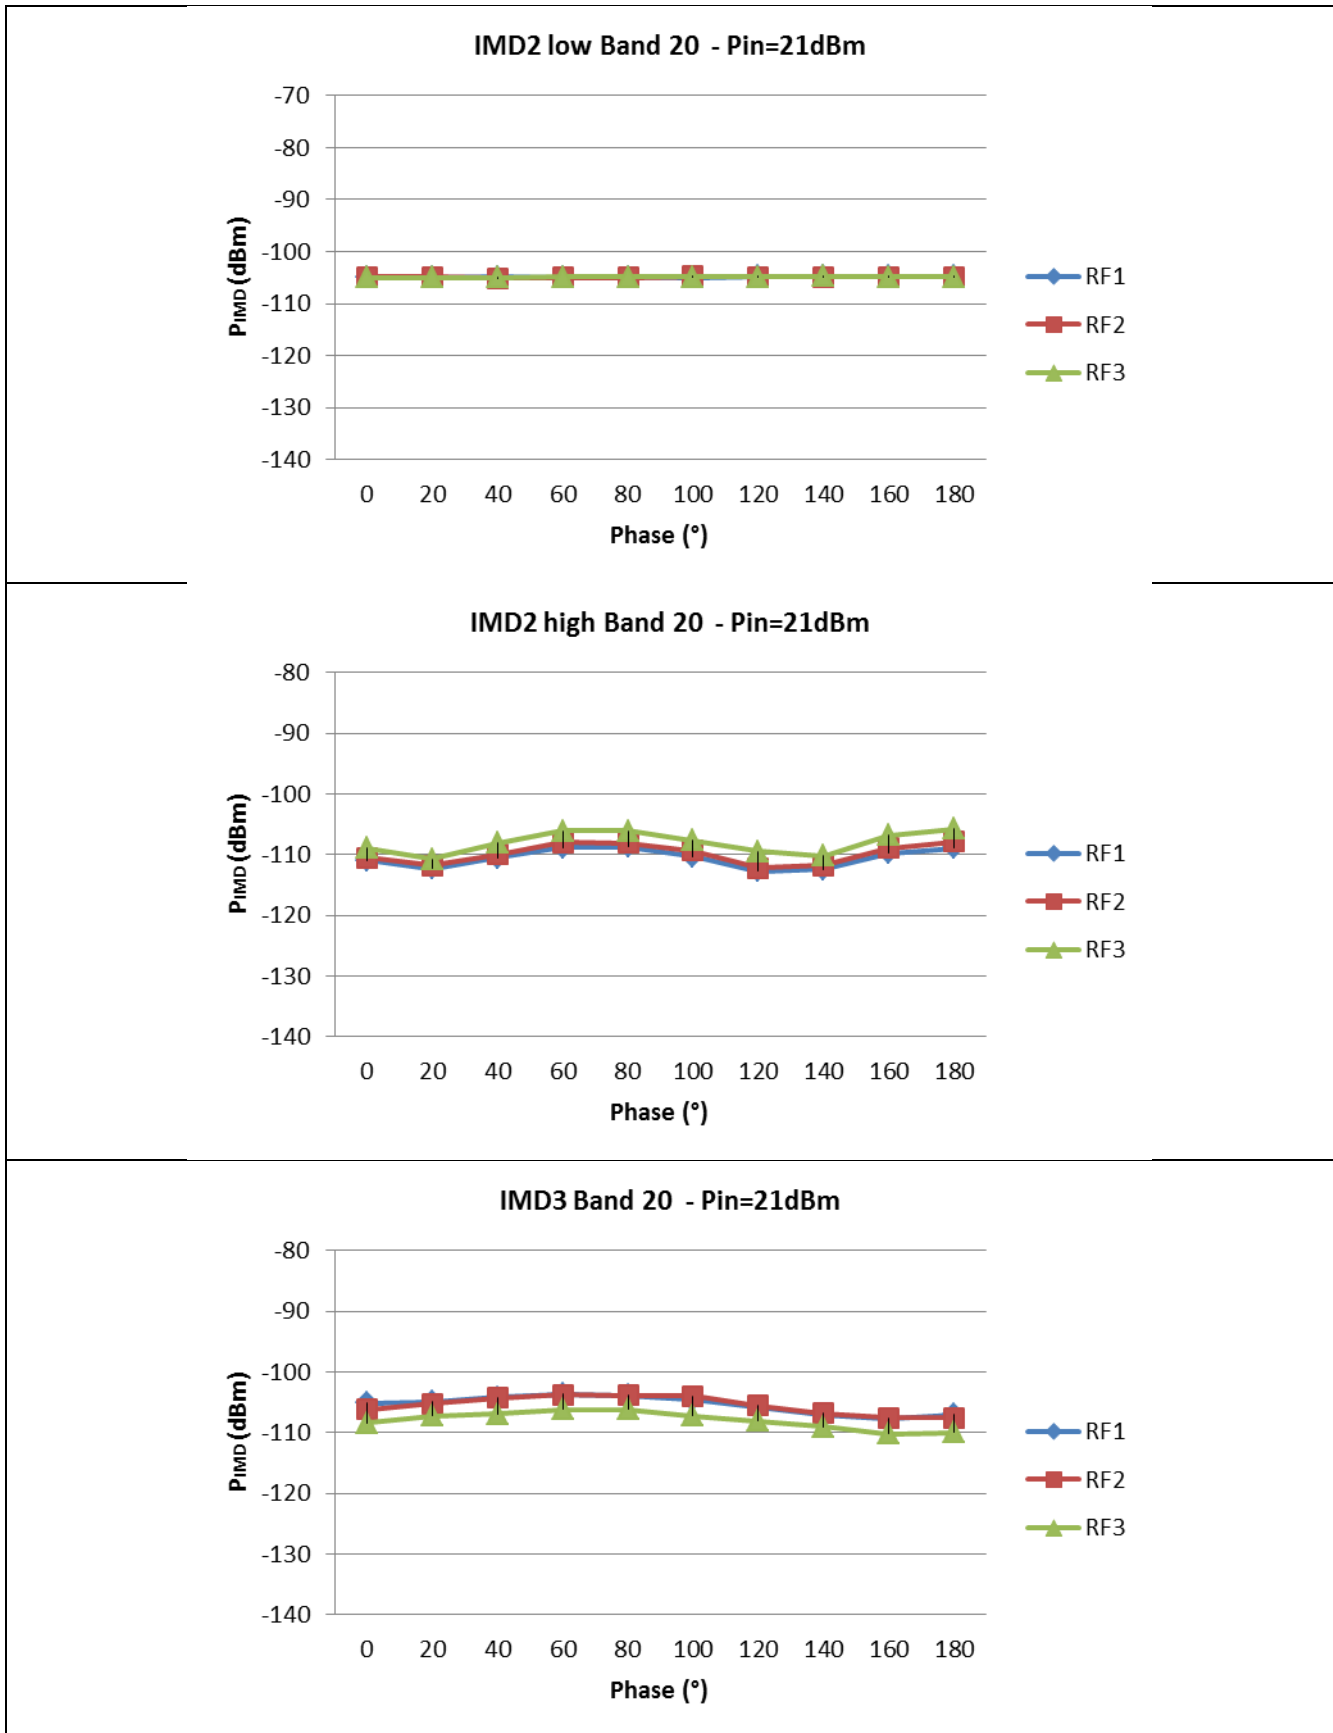 IMD2 low Band 20 - Pin=21dBm
-70
-80
-90
-100
-110
-120
-130
-140
PIMD (dBm)
0 20 40 60 80 100 120 140 160 180
Phase (°)
RF1
RF2
RF3
IMD2 high Band 20 - Pin=21dBm
-80
-90
-100
-110
-120
-130
-140
PIMD (dBm)
0 20 40 60 80 100 120 140 160 180
Phase (°)
RF1
RF2
RF3
IMD3 Band 20 - Pin=21dBm
-80
-90
-100
-110
-120
-130
-140
PIMD (dBm)
0 20 40 60 80 100 120 140 160 180
Phase (°)
RF1
RF2
RF3